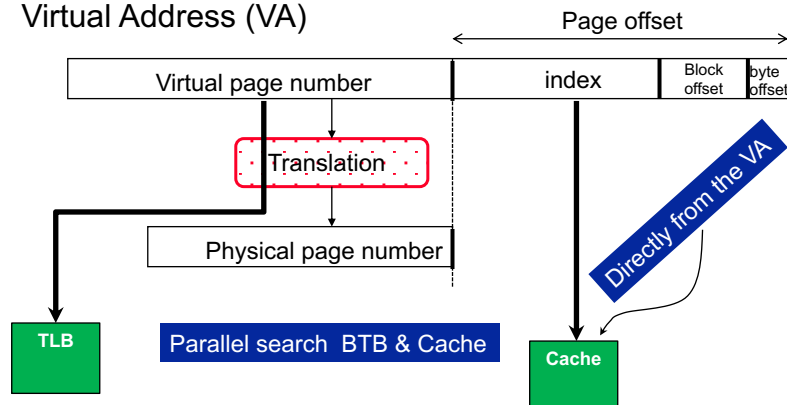 Virtual Address (VA)
Page offset
Virtual page number
index
Block
offset
byte
offset
Translation
Directly from the VA
Physical page number
TLB
Parallel search BTB & Cache
Cache